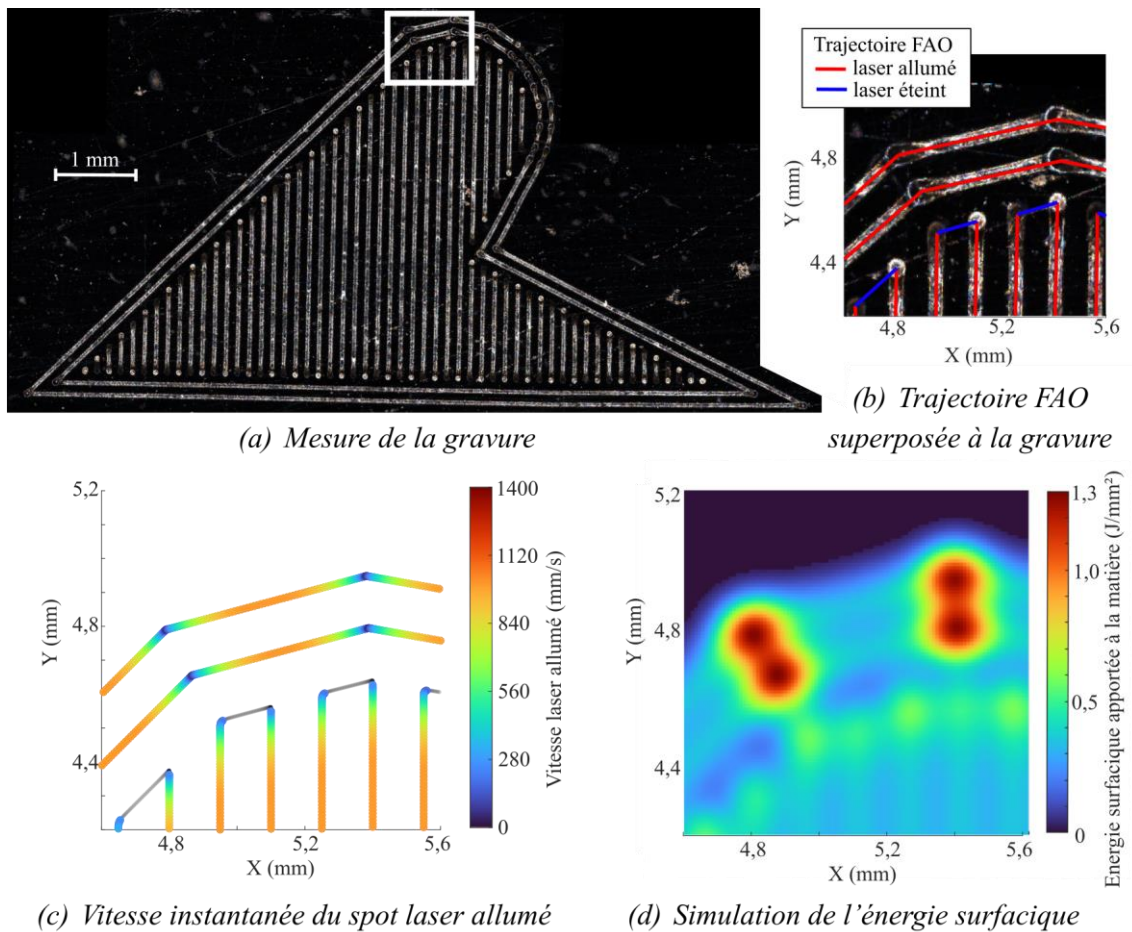 1 mm
Trajectoire FAO
laser allumé
laser éteint
4,8
4,4
Y (mm)
4,8
5,2
5,6
X (mm)
(a) Mesure de la gravure
(b) Trajectoire FAO
superposée à la gravure
5,2
4,8
4,4
Y (mm)
4,8
5,2
5,6
X (mm)
1400
1120
840
560
280
0
Vitesse laser allumé (mm/s)
5,2
4,8
4,4
Y (mm)
4,8
5,2
5,6
X (mm)
1,3
1,0
0,5
0
Energie surfacique apportée à la matière (J/mm²)
(c) Vitesse instantanée du spot laser allumé
(d) Simulation de l’énergie surfacique